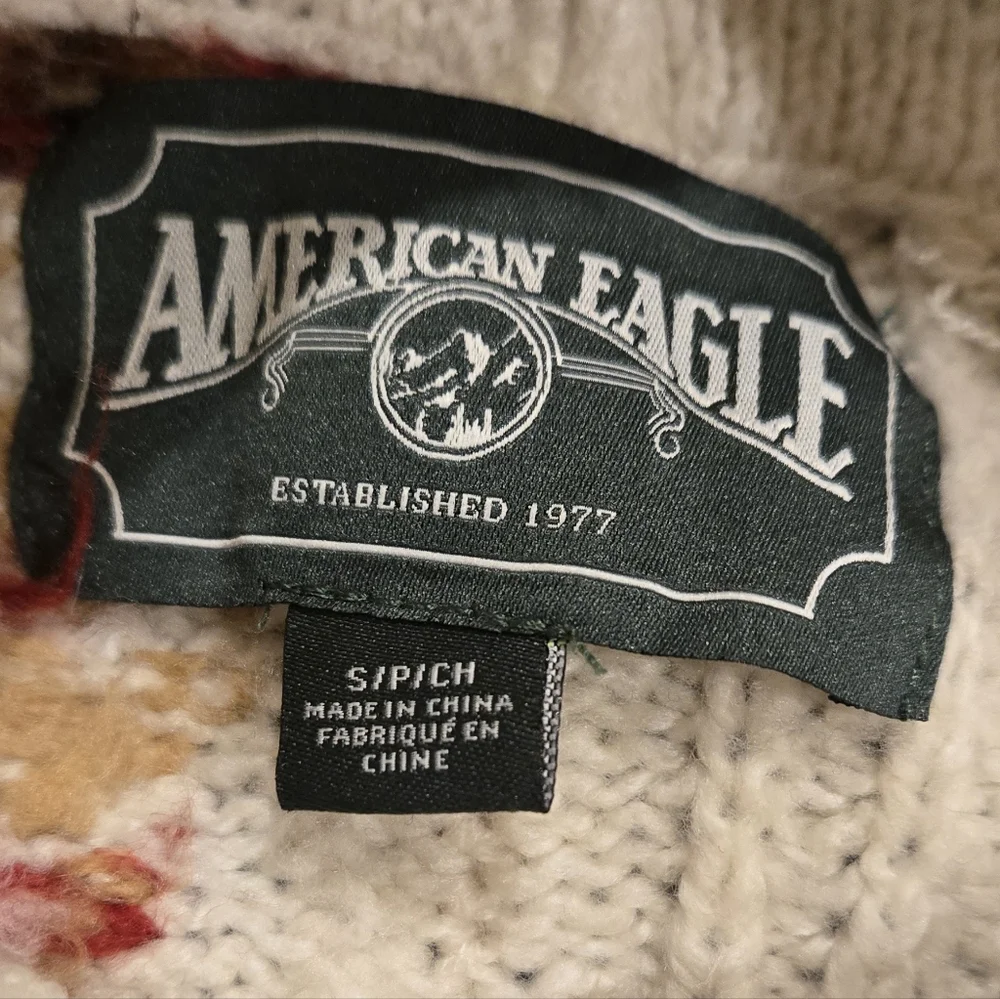 AMERICAN EAGLE
ESTABLISHED 1977
S/P/CH
MADE IN CHINA
FABRIQUÉ EN
CHINE